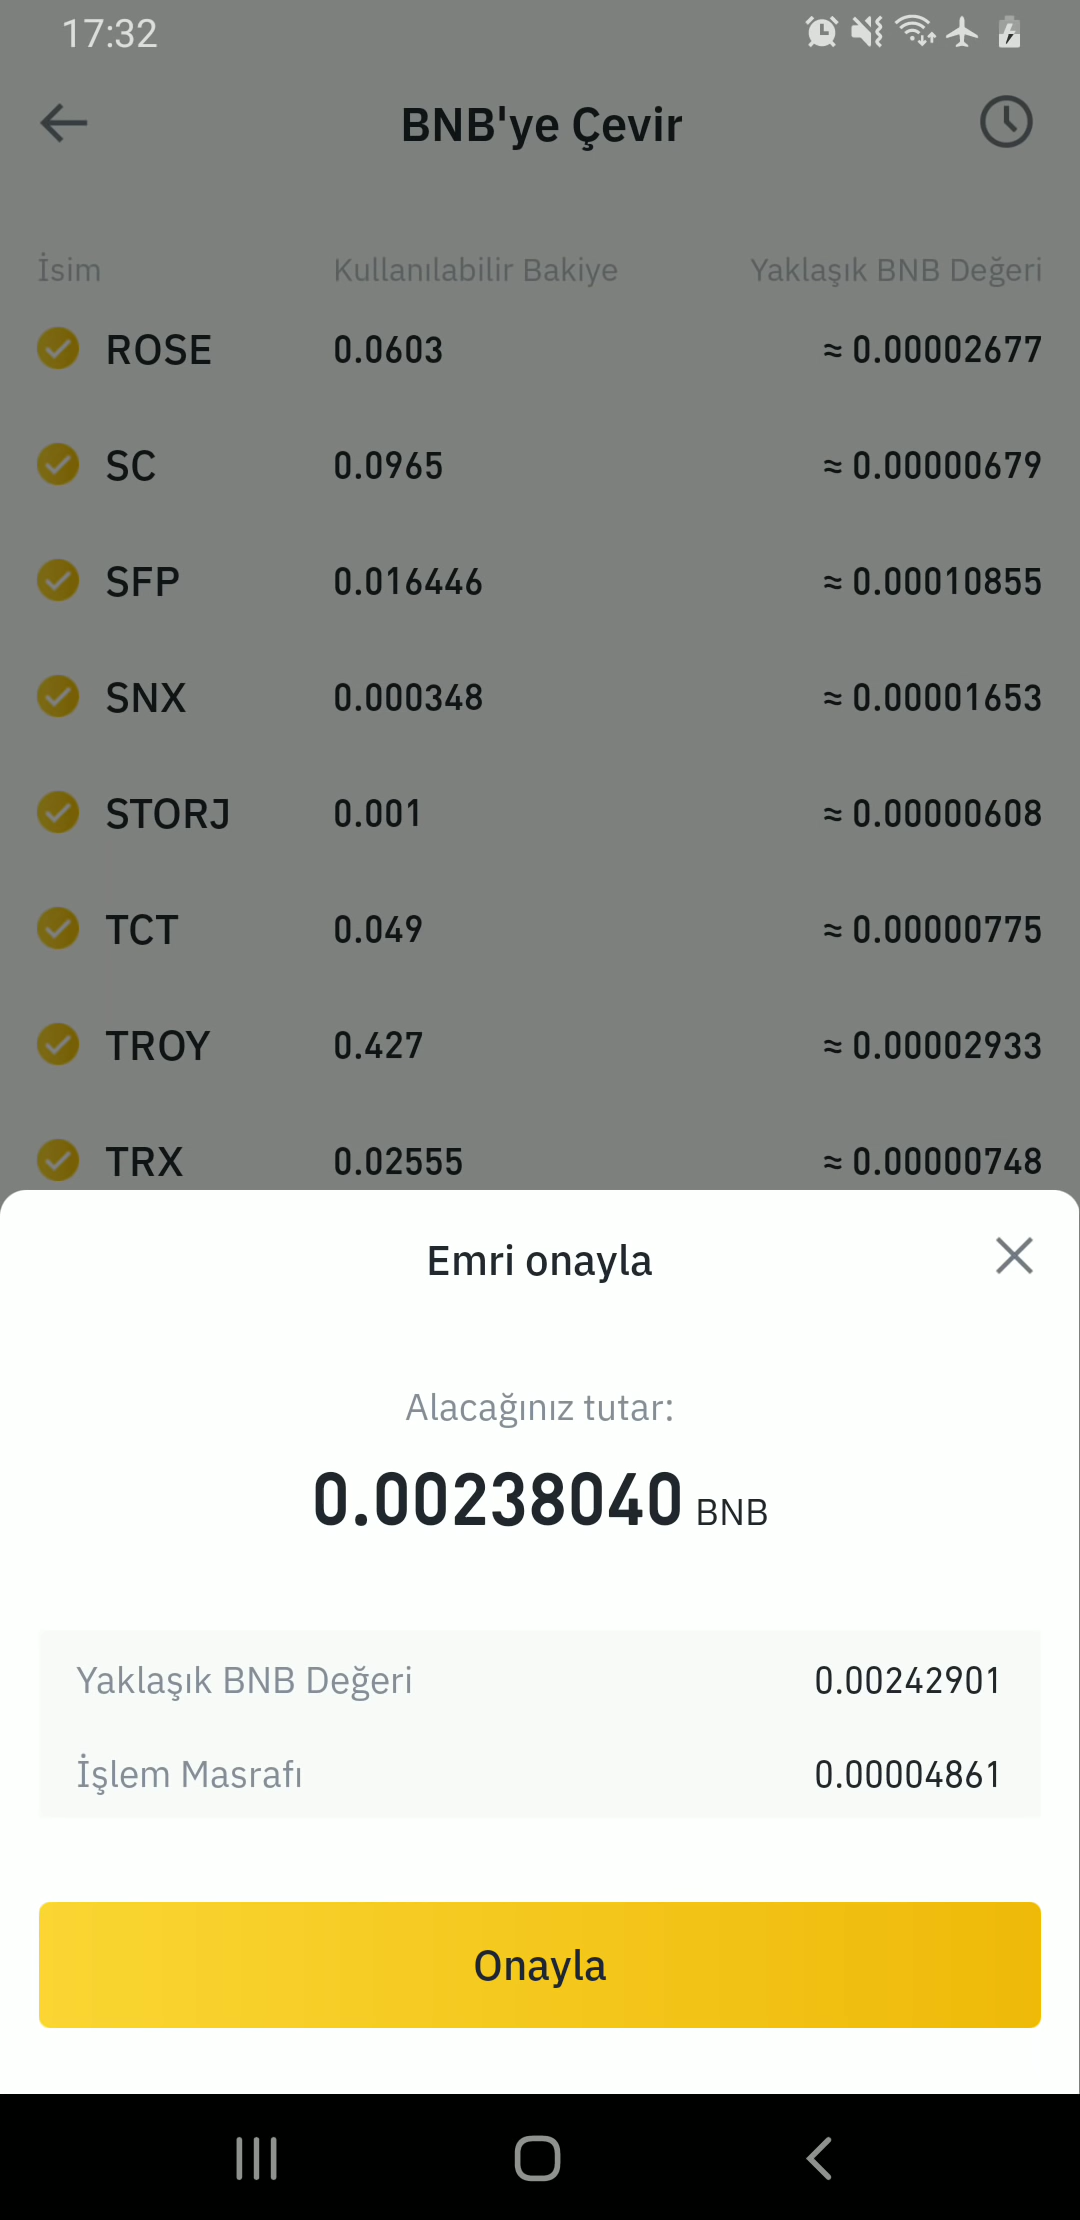 17:32
BNB'ye Çevir
İsim Kullanılabilir Bakiye Yaklaşık BNB Değeri
ROSE 0.0603 ≈ 0.00002677
SC 0.0965 ≈ 0.00000679
SFP 0.016446 ≈ 0.00010855
SNX 0.000348 ≈ 0.00001653
STORJ 0.001 ≈ 0.00000608
TCT 0.049 ≈ 0.00000775
TROY 0.427 ≈ 0.00002933
TRX 0.02555 ≈ 0.00000748
Emri onayla
Alacağınız tutar:
0.00238040 BNB
Yaklaşık BNB Değeri 0.00242901
İşlem Masrafı 0.00004861
Onayla